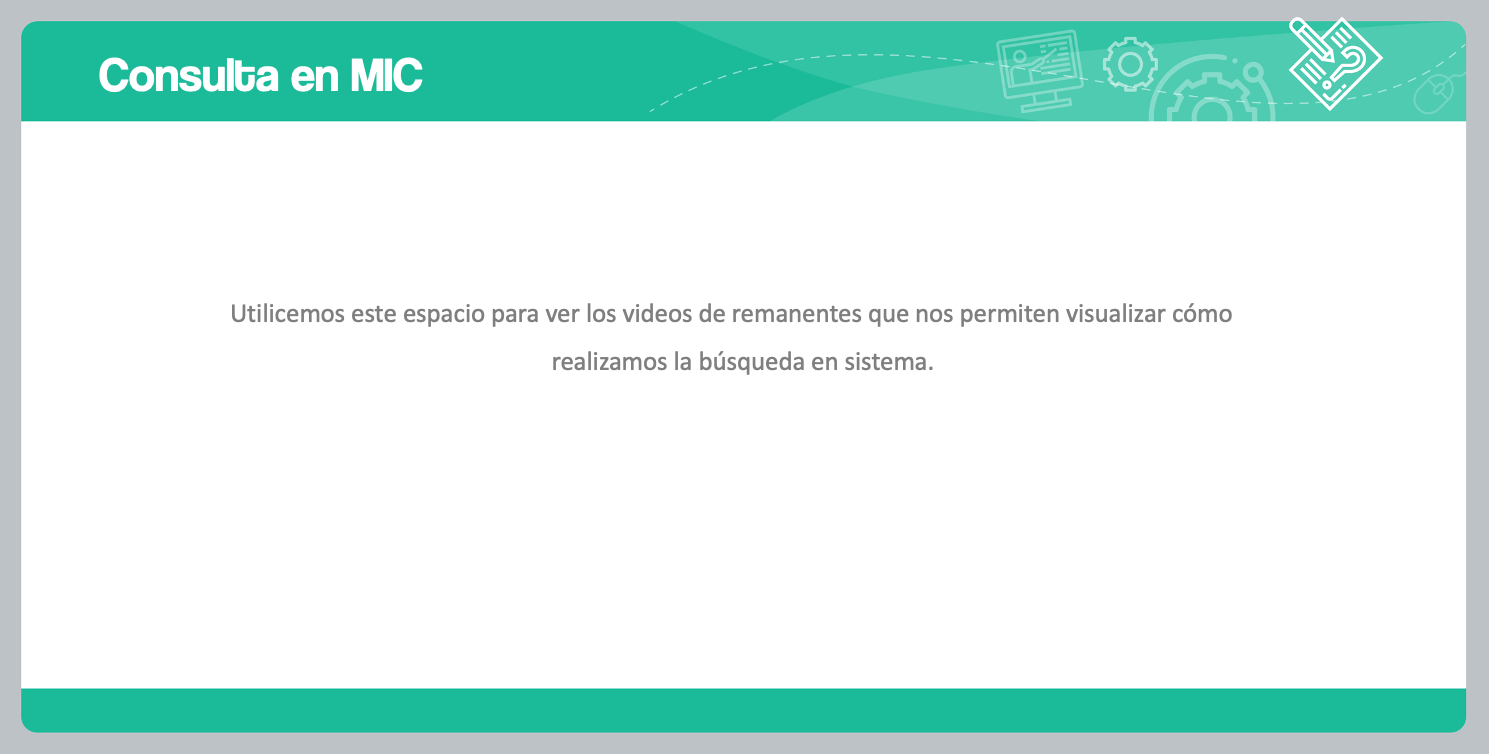 Consulta en MIC
Utilicemos este espacio para ver los videos de remanentes que nos permiten visualizar cómo
realizamos la búsqueda en sistema.